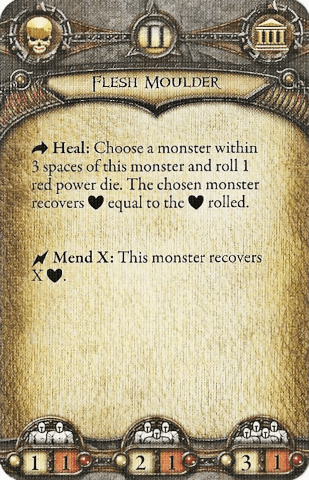 II
FLESH MOULDER
Heal: Choose a monster within
3 spaces of this monster and roll 1
red power die. The chosen monster
recovers ♥ equal to the ♥ rolled.
Mend X: This monster recovers
X ♥.
1 1 2 1 3 1